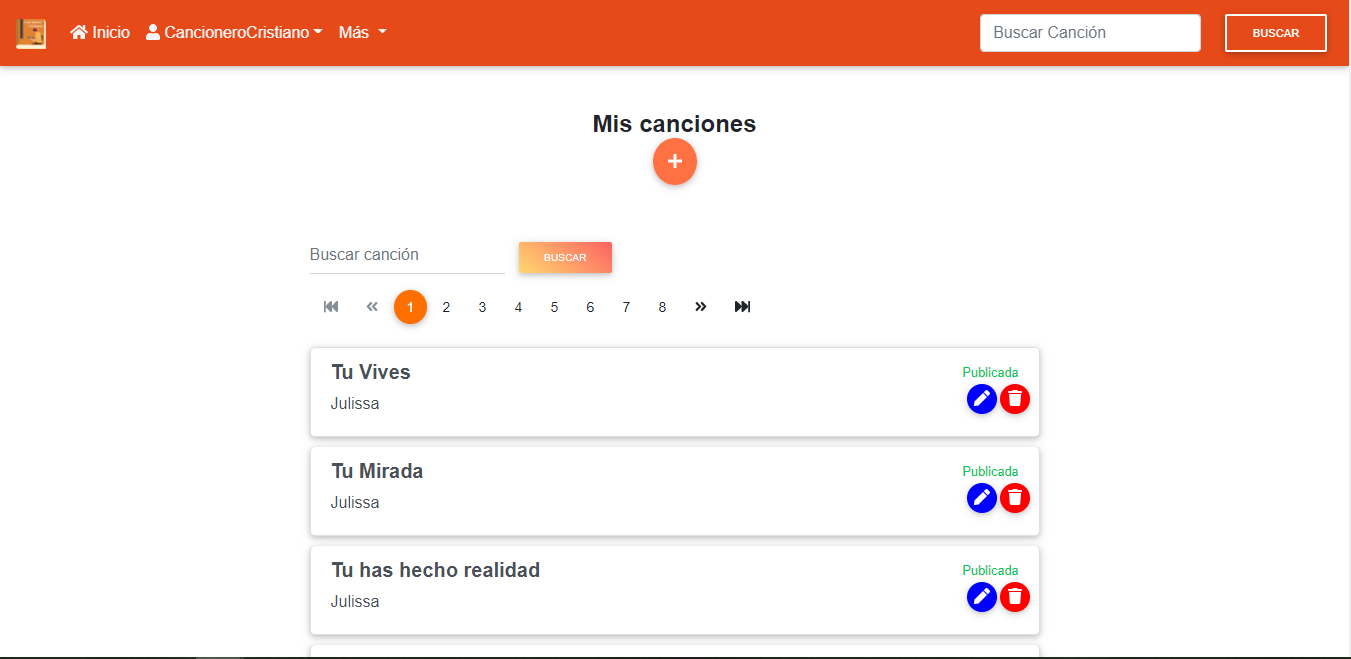 Inicio CancioneroCristiano Más Buscar Canción BUSCAR
Mis canciones
+
Buscar canción BUSCAR
1 2 3 4 5 6 7 8
Tu Vives Publicada
Julissa
Tu Mirada Publicada
Julissa
Tu has hecho realidad Publicada
Julissa